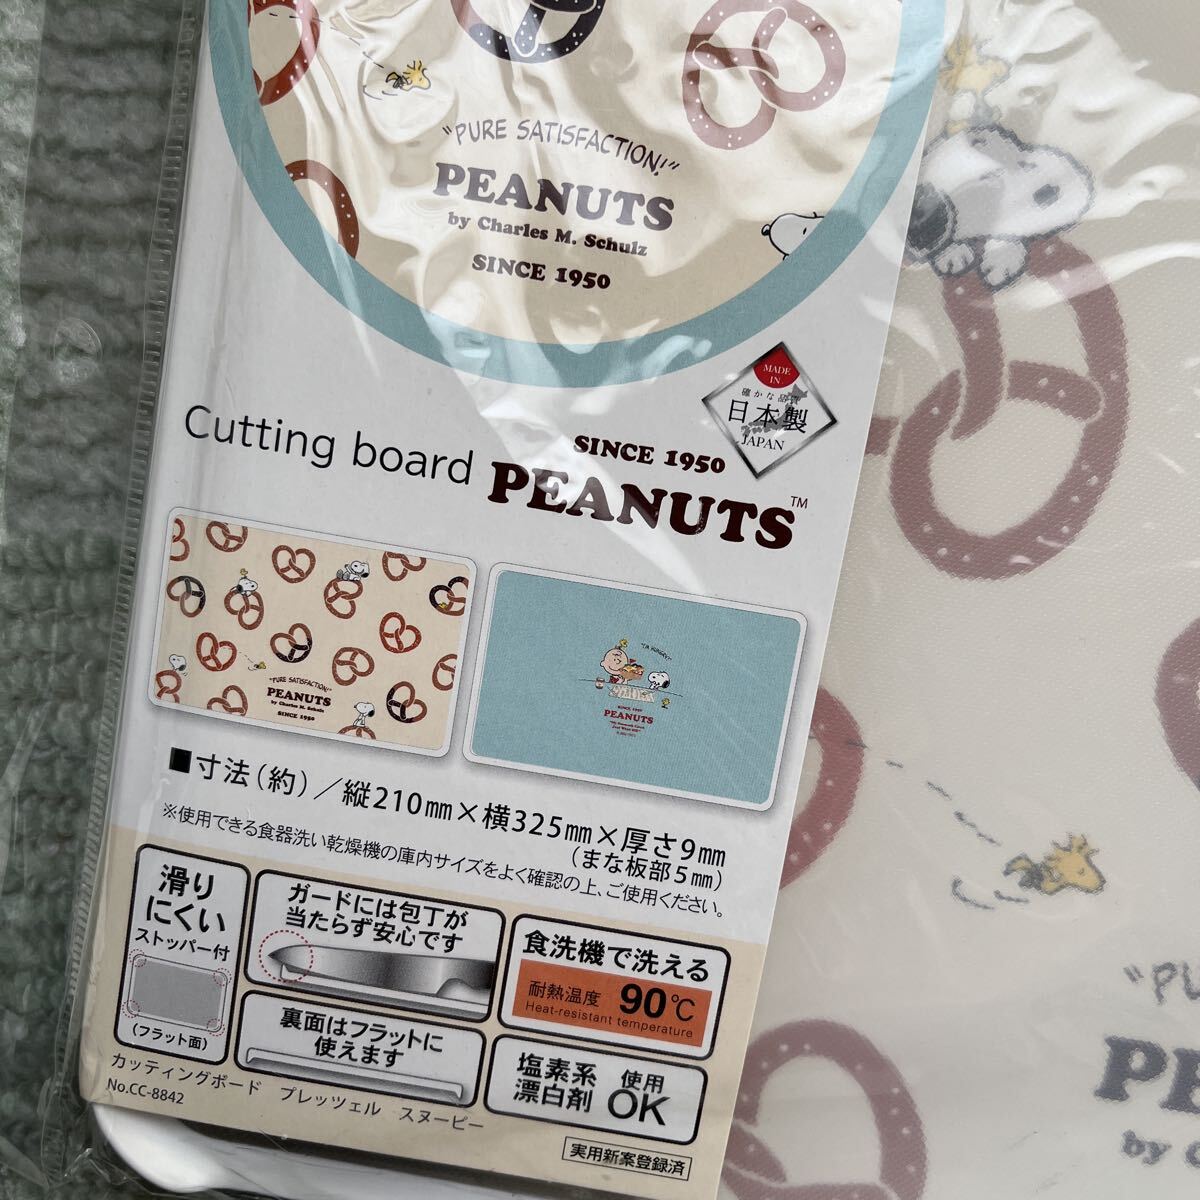 "PURE SATISFACTION!"
PEANUTS
by Charles M. Schulz
SINCE 1950
MADE
IN
確かな品質
日本製
JAPAN
Cutting board
SINCE 1950
PEANUTS™
"PURE SATISFACTION!"
PEANUTS
by Charles M. Schulz
SINCE 1950
"I'M HUNGRY!"
SINCE 1950
PEANUTS
■寸法(約)/縦210㎜×横325㎜×厚さ9㎜
(まな板部5㎜)
※使用できる食器洗い乾燥機の庫内サイズをよく確認の上、ご使用ください。
滑り
にくい
ストッパー付
(フラット面)
ガードには包丁が
当たらず安心です
裏面はフラットに
使えます
食洗機で洗える
耐熱温度 90℃
Heat-resistant temperature
塩素系
漂白剤
使用
OK
カッティングボード プレッツェル スヌーピー
No.CC-8842
実用新案登録済
"PU
PE
by C